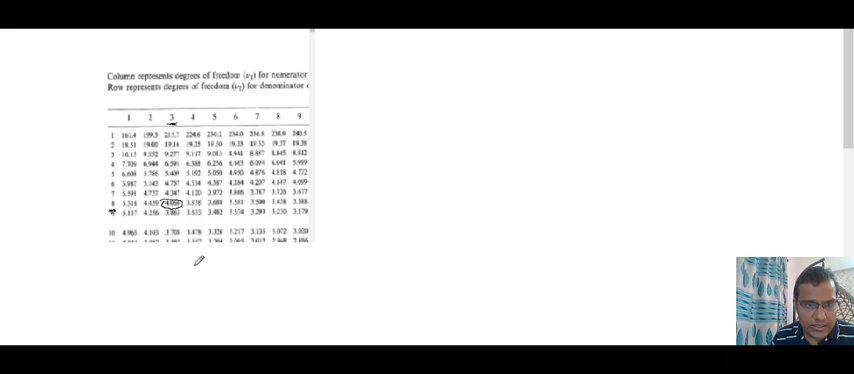 Column represents degrees of freedom (ν₁) for numerator
Row represents degrees of freedom (ν₂) for denominator
1 2 3 4 5 6 7 8 9
1 161.4 199.5 215.7 224.6 230.2 234.0 236.8 238.9 240.5
2 18.51 19.00 19.16 19.25 19.30 19.33 19.35 19.37 19.38
3 10.13 9.552 9.277 9.117 9.013 8.941 8.887 8.845 8.812
4 7.709 6.944 6.591 6.388 6.256 6.163 6.094 6.041 5.999
5 6.608 5.786 5.409 5.192 5.050 4.950 4.876 4.818 4.772
6 5.987 5.143 4.757 4.534 4.387 4.284 4.207 4.147 4.099
7 5.591 4.737 4.347 4.120 3.972 3.866 3.787 3.726 3.677
8 5.318 4.459 4.066 3.838 3.688 3.581 3.500 3.438 3.388
5.117 4.256 3.863 3.633 3.482 3.374 3.293 3.230 3.179
10 4.965 4.103 3.708 3.478 3.326 3.217 3.135 3.072 3.020